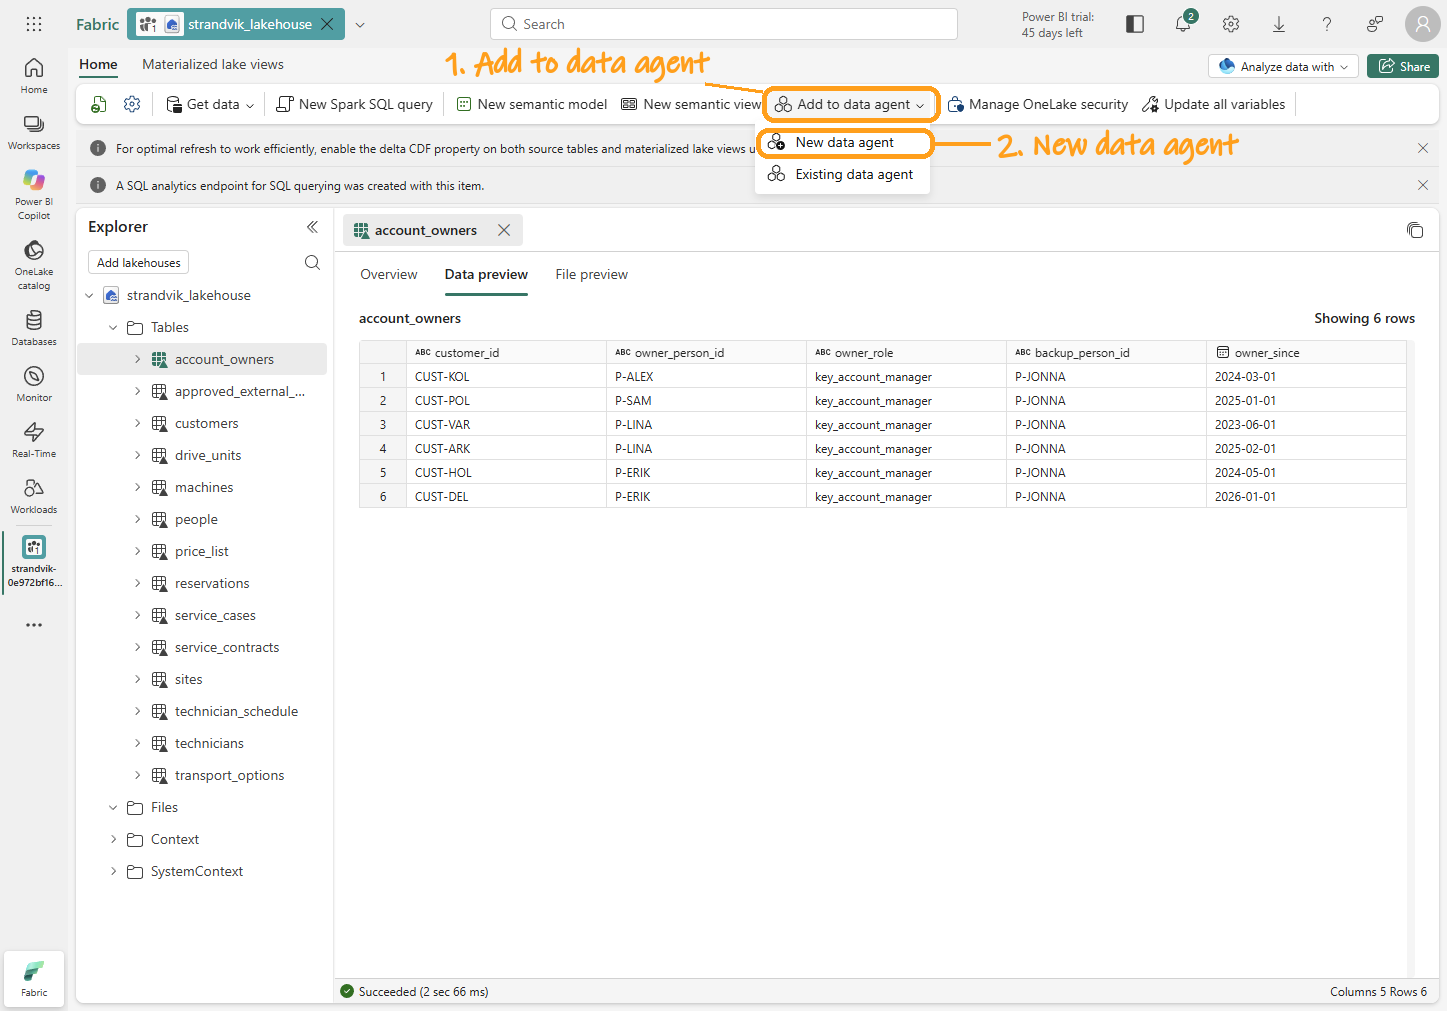 Fabric
strandvik_lakehouse
Search
Power BI trial:
45 days left
2
Home
Materialized lake views
1. Add to data agent
Analyze data with
Share
Get data
New Spark SQL query
New semantic model
New semantic view
Add to data agent
Manage OneLake security
Update all variables
New data agent
2. New data agent
Existing data agent
For optimal refresh to work efficiently, enable the delta CDF property on both source tables and materialized lake views u
A SQL analytics endpoint for SQL querying was created with this item.
Home
Workspaces
Power BI
Copilot
OneLake
catalog
Databases
Monitor
Real-Time
Workloads
1
strandvik-
0e972bf16...
Fabric
Explorer
Add lakehouses
strandvik_lakehouse
Tables
account_owners
approved_external_...
customers
drive_units
machines
people
price_list
reservations
service_cases
service_contracts
sites
technician_schedule
technicians
transport_options
Files
Context
SystemContext
account_owners
Overview
Data preview
File preview
account_owners
Showing 6 rows
ABC customer_id ABC owner_person_id ABC owner_role ABC backup_person_id owner_since
1 CUST-KOL P-ALEX key_account_manager P-JONNA 2024-03-01
2 CUST-POL P-SAM key_account_manager P-JONNA 2025-01-01
3 CUST-VAR P-LINA key_account_manager P-JONNA 2023-06-01
4 CUST-ARK P-LINA key_account_manager P-JONNA 2025-02-01
5 CUST-HOL P-ERIK key_account_manager P-JONNA 2024-05-01
6 CUST-DEL P-ERIK key_account_manager P-JONNA 2026-01-01
Succeeded (2 sec 66 ms)
Columns 5 Rows 6